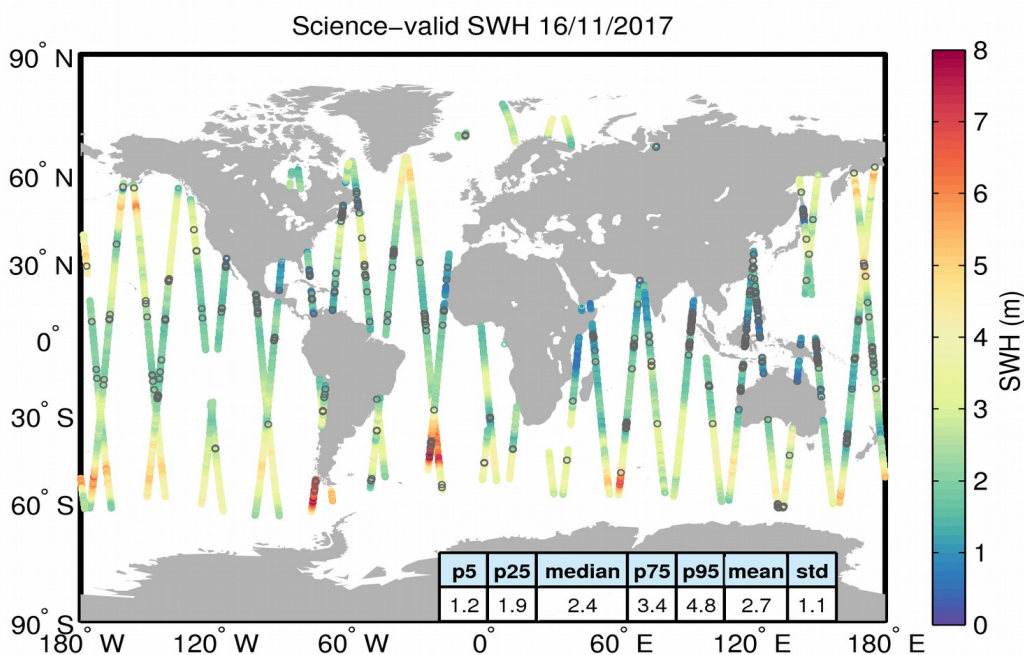 Science–valid SWH 16/11/2017
90° N
60° N
30° N
0°
30° S
60° S
90° S
180° W
120° W
60° W
0°
60° E
120° E
180° E
8
7
6
5
4
3
2
1
0
SWH (m)
p5 p25 median p75 p95 mean std
1.2 1.9 2.4 3.4 4.8 2.7 1.1